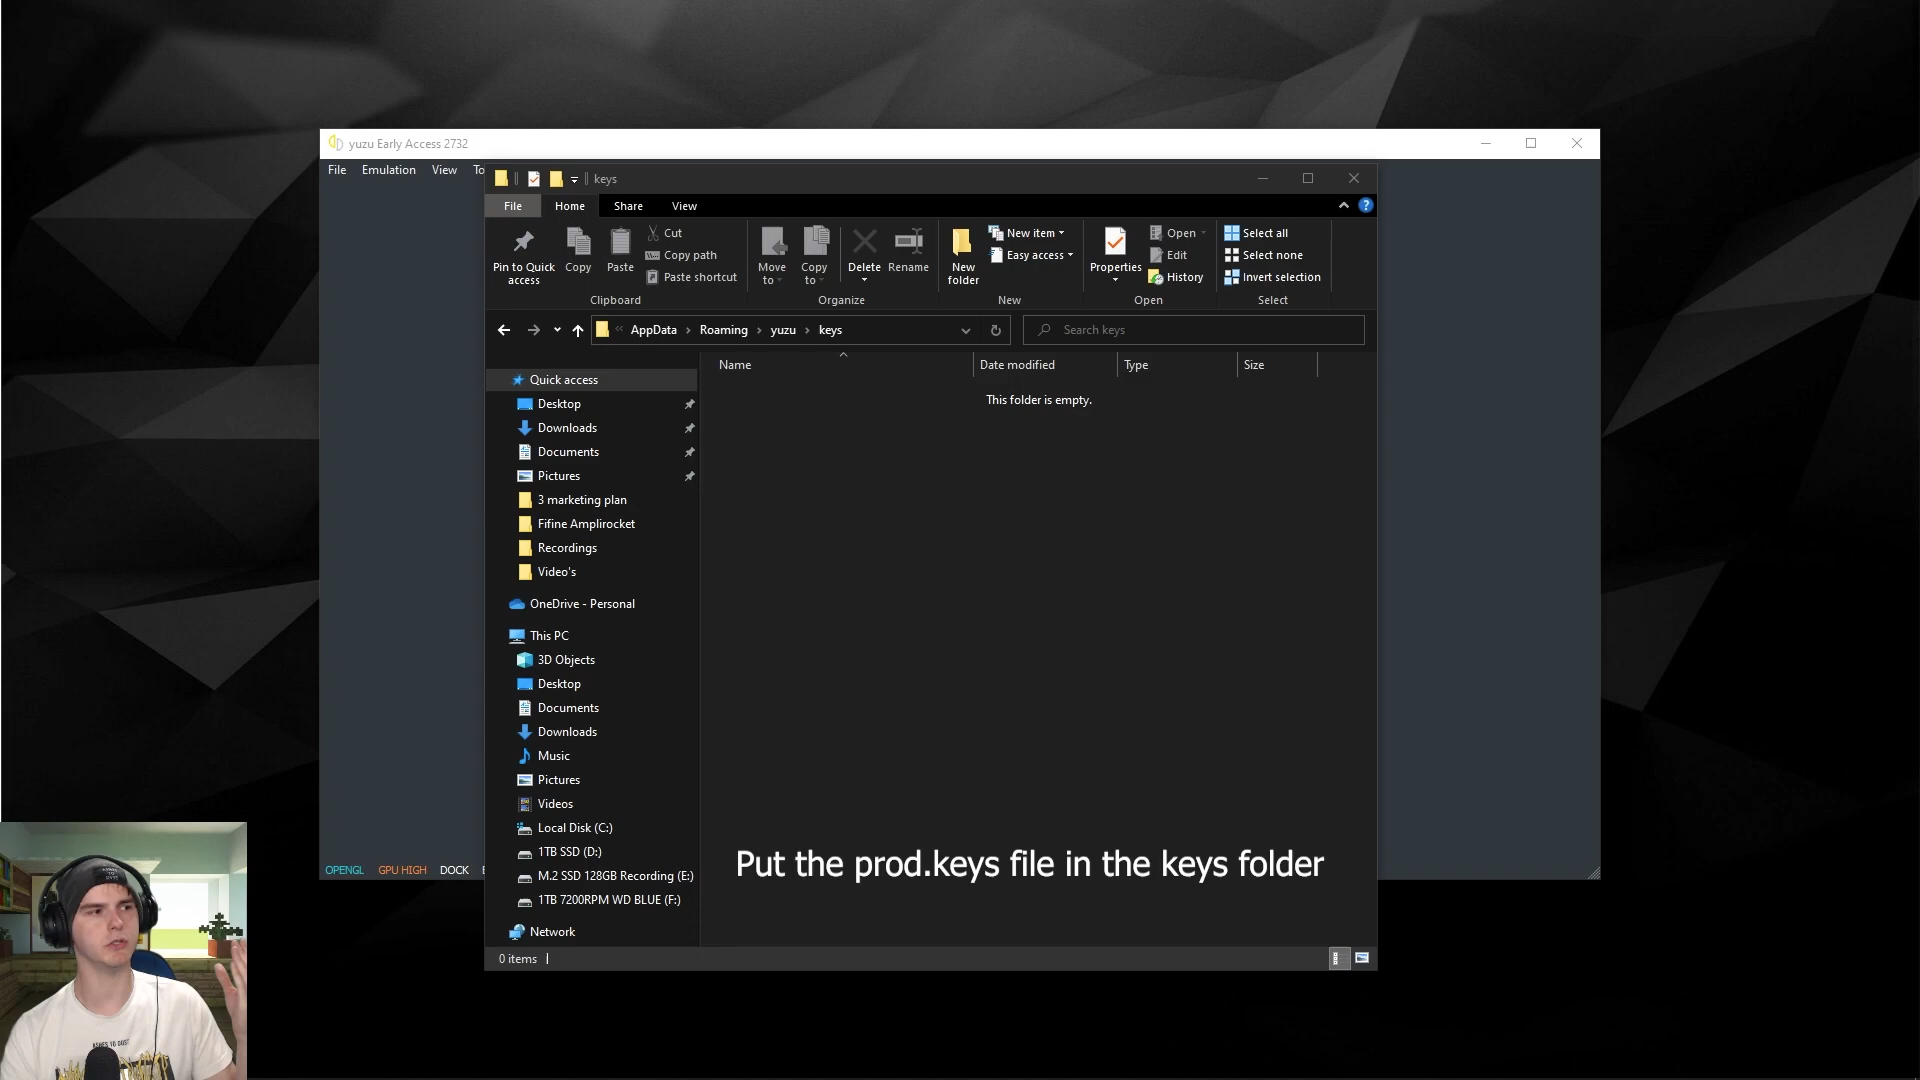 yuzu Early Access 2732
File Emulation View To
keys
File Home Share View
Pin to Quick access
Copy
Paste
Cut
Copy path
Paste shortcut
Move to
Copy to
Delete
Rename
New folder
New item
Easy access
Properties
Open
Edit
History
Select all
Select none
Invert selection
Clipboard Organize New Open Select
AppData > Roaming > yuzu > keys
Search keys
Name Date modified Type Size
This folder is empty.
Quick access
Desktop
Downloads
Documents
Pictures
3 marketing plan
Fifine Amplirocket
Recordings
Video's
OneDrive - Personal
This PC
3D Objects
Desktop
Documents
Downloads
Music
Pictures
Videos
Local Disk (C:)
1TB SSD (D:)
M.2 SSD 128GB Recording (E:)
1TB 7200RPM WD BLUE (F:)
Network
Put the prod.keys file in the keys folder
OPENGL GPU HIGH DOCK
0 items